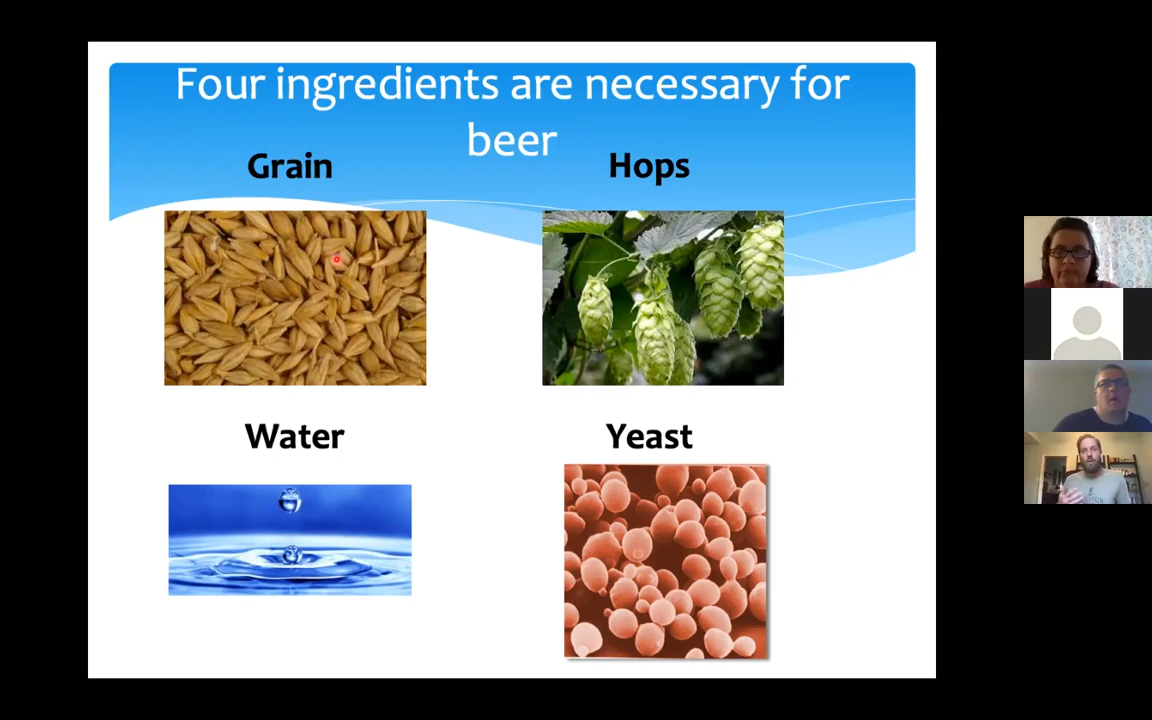 Four ingredients are necessary for
beer
Grain
Hops
Water
Yeast